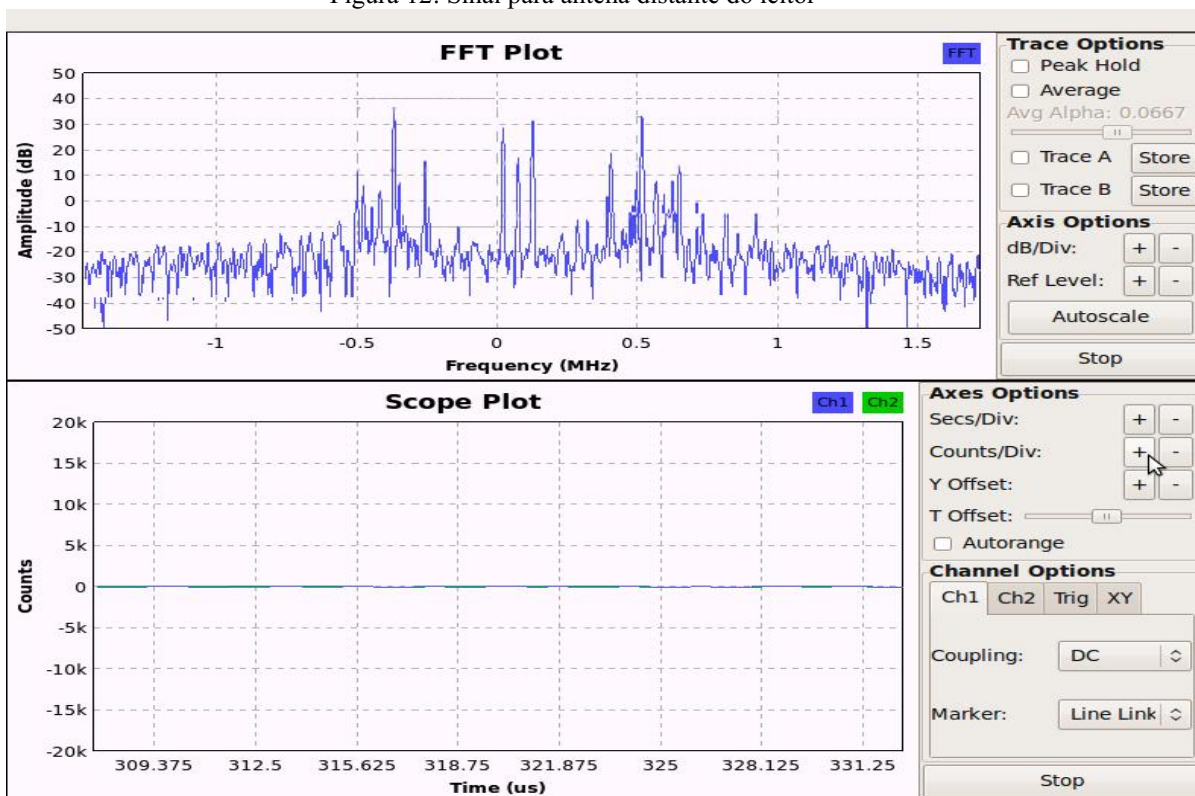 Figura 12: Sinal para antena distante do leitor
FFT Plot
FFT
50
40
30
20
10
0
-10
-20
-30
-40
-50
Amplitude (dB)
-1 -0.5 0 0.5 1 1.5
Frequency (MHz)
Trace Options
Peak Hold
Average
Avg Alpha: 0.0667
Trace A Store
Trace B Store
Axis Options
dB/Div: + -
Ref Level: + -
Autoscale
Stop
Scope Plot
Ch1 Ch2
20k
15k
10k
5k
0
-5k
-10k
-15k
-20k
Counts
309.375 312.5 315.625 318.75 321.875 325 328.125 331.25
Time (us)
Axes Options
Secs/Div: + -
Counts/Div: + -
Y Offset: + -
T Offset:
Autorange
Channel Options
Ch1 Ch2 Trig XY
Coupling: DC
Marker: Line Link
Stop